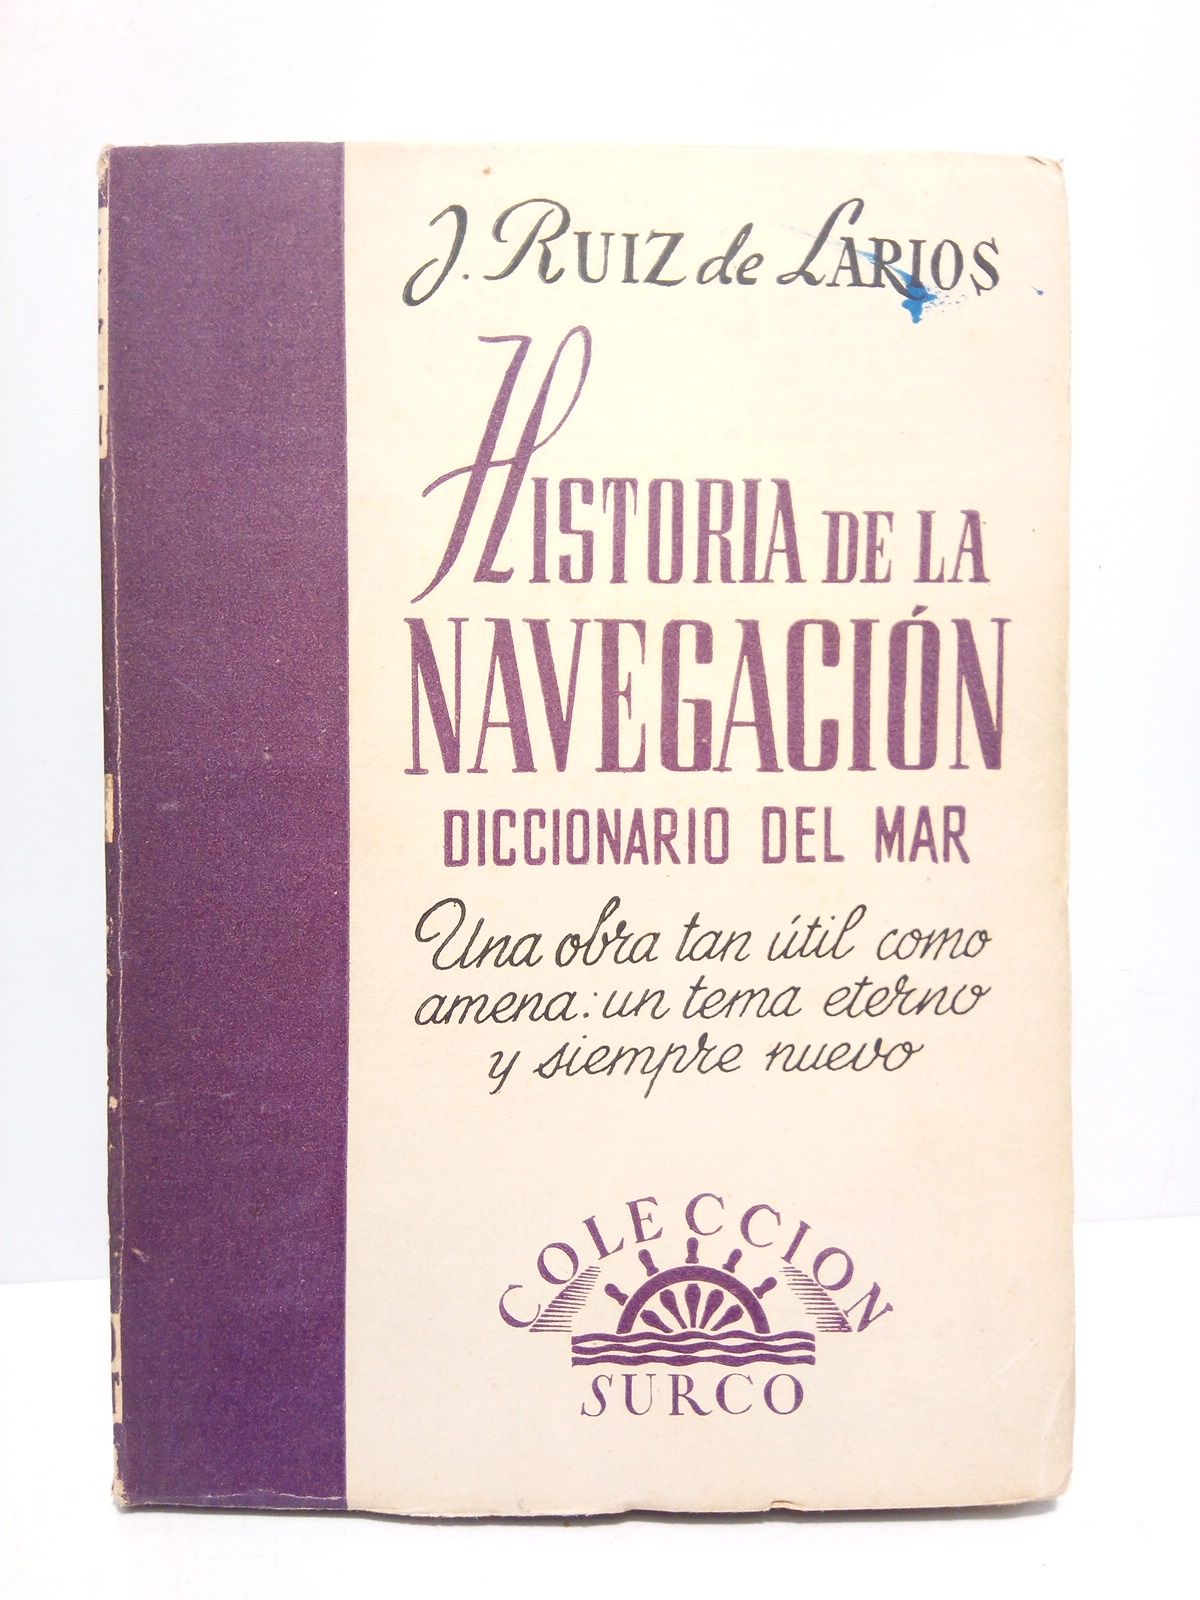 J. RUIZ de LARIOS
HISTORIA DE LA
NAVEGACIÓN
DICCIONARIO DEL MAR
Una obra tan útil como
amena: un tema eterno
y siempre nuevo
COLECCION
SURCO